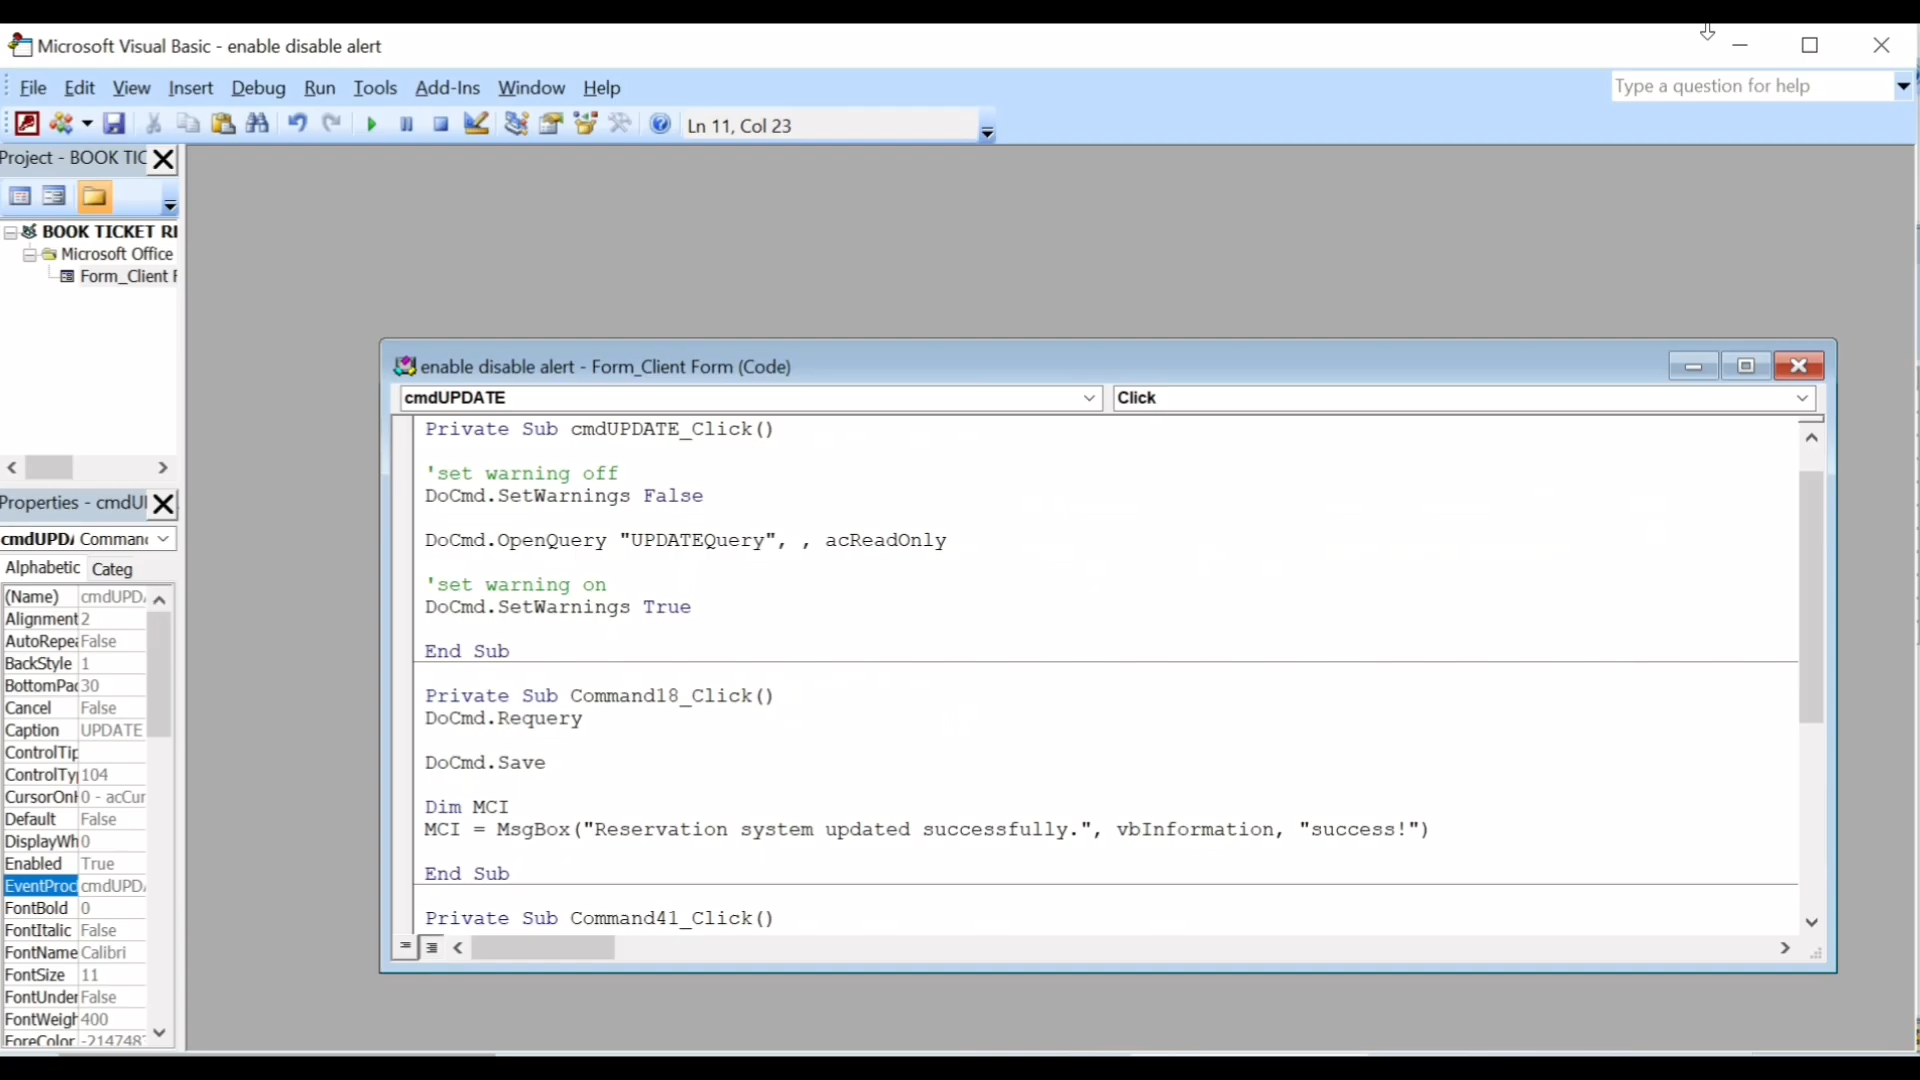 Microsoft Visual Basic - enable disable alert
File Edit View Insert Debug Run Tools Add-Ins Window Help
Type a question for help
Ln 11, Col 23
Project - BOOK TIC
BOOK TICKET RI
Microsoft Office
Form_Client F
Properties - cmdUI
cmdUPD/ Comman
Alphabetic Categ
(Name) cmdUPD
Alignment 2
AutoRepe False
BackStyle 1
BottomPad 30
Cancel False
Caption UPDATE
ControlTip
ControlTy 104
CursorOnH 0 - acCur
Default False
DisplayWh 0
Enabled True
EventProc cmdUPD
FontBold 0
FontItalic False
FontName Calibri
FontSize 11
FontUnder False
FontWeigh 400
ForeColor -2147483
enable disable alert - Form_Client Form (Code)
cmdUPDATE Click
Private Sub cmdUPDATE_Click()
'set warning off
DoCmd.SetWarnings False
DoCmd.OpenQuery "UPDATEQuery", , acReadOnly
'set warning on
DoCmd.SetWarnings True
End Sub
Private Sub Command18_Click()
DoCmd.Requery
DoCmd.Save
Dim MCI
MCI = MsgBox("Reservation system updated successfully.", vbInformation, "success!")
End Sub
Private Sub Command41_Click()